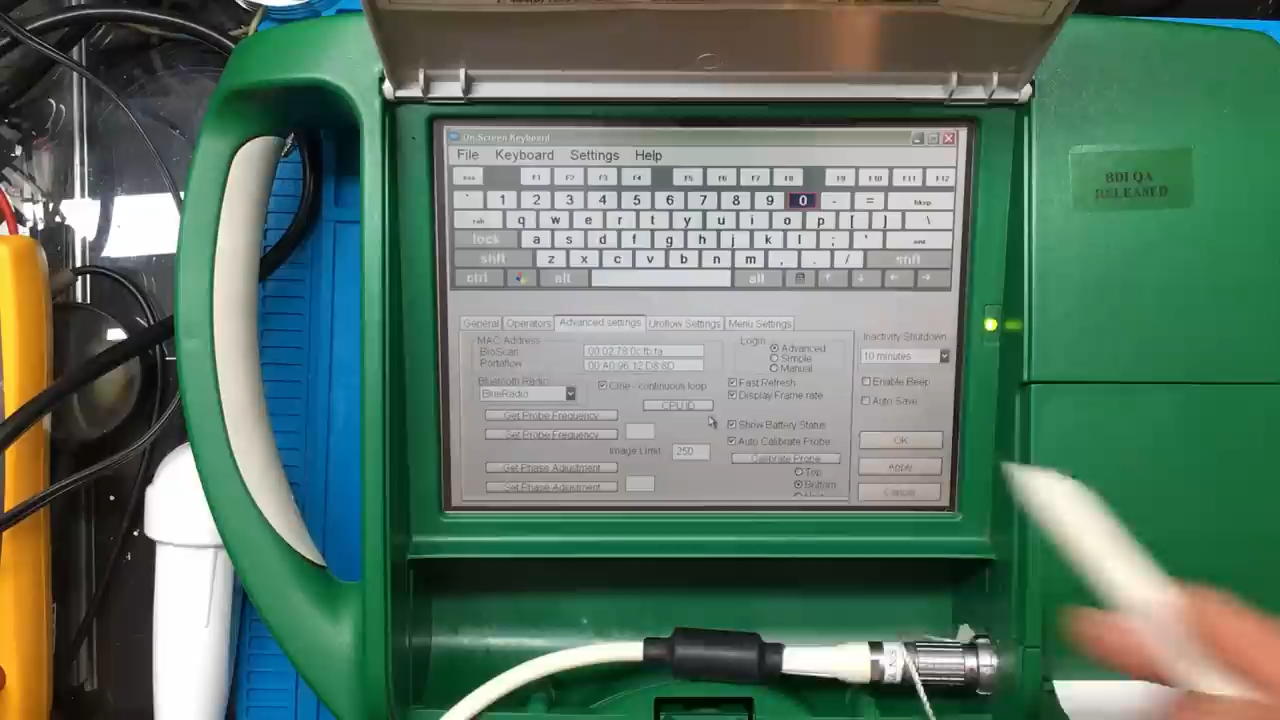 On-Screen Keyboard
File Keyboard Settings Help
esc F1 F2 F3 F4 F5 F6 F7 F8 F9 F10 F11 F12
` 1 2 3 4 5 6 7 8 9 0 - = bksp
tab q w e r t y u i o p [ ] \
lock a s d f g h j k l ; ' ent
shft z x c v b n m , . / shft
ctrl alt alt
BDI QA
RELEASED
General Operators Advanced settings Uroflow Settings Menu Settings
MAC Address
BioScan 00:02:78:0c:fb:fa
Portaflow 00:A0:96:12:D8:8D
Bluetooth Radio
BlueRadio
Cine - continuous loop
CPU ID
Get Probe Frequency
Set Probe Frequency
Image Limit 250
Get Phase Adjustment
Set Phase Adjustment
Login
Advanced
Simple
Manual
Fast Refresh
Display Frame rate
Show Battery Status
Auto Calibrate Probe
Calibrate Probe
Top
Bottom
Inactivity Shutdown
10 minutes
Enable Beep
Auto Save
OK
Apply
Cancel